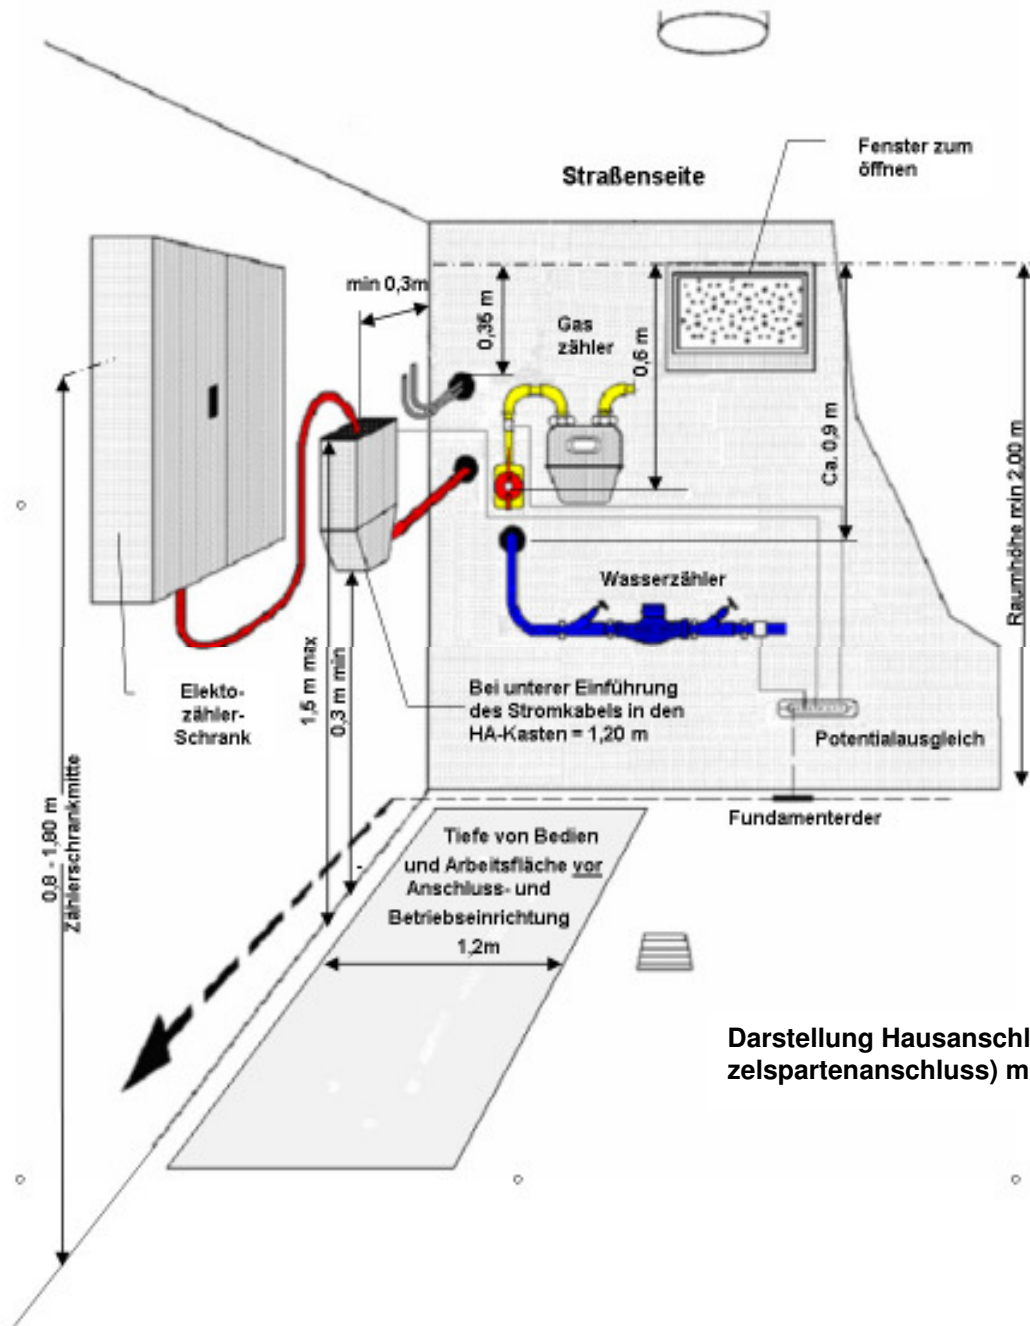 Straßenseite
Fenster zum
öffnen
min 0,3m
0,35 m
Gas
zähler
0,6 m
Ca. 0,9 m
Raumhöhe min 2.00 m
Wasserzähler
Elekto-
zähler-
Schrank
1,5 m max
0,3 m min
Bei unterer Einführung
des Stromkabels in den
HA-Kasten = 1,20 m
Potentialausgleich
Fundamenterder
0,8 - 1,80 m
Zählerschrankmitte
Tiefe von Bedien
und Arbeitsfläche vor
Anschluss- und
Betriebseinrichtung
1.2m
Darstellung Hausanschl
zelspartenanschluss) m